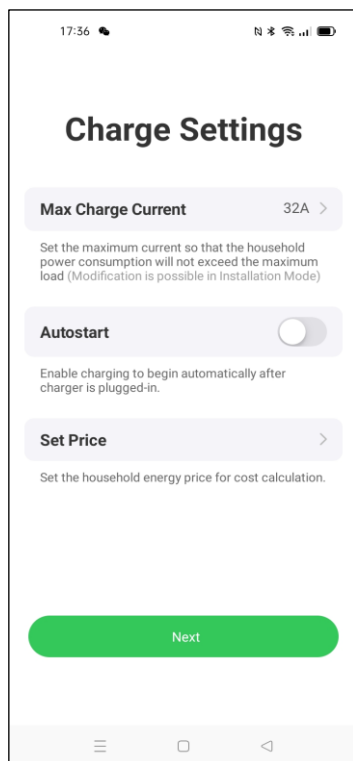 17:36
Charge Settings
Max Charge Current 32A
Set the maximum current so that the household
power consumption will not exceed the maximum
load (Modification is possible in Installation Mode)
Autostart
Enable charging to begin automatically after
charger is plugged-in.
Set Price
Set the household energy price for cost calculation.
Next